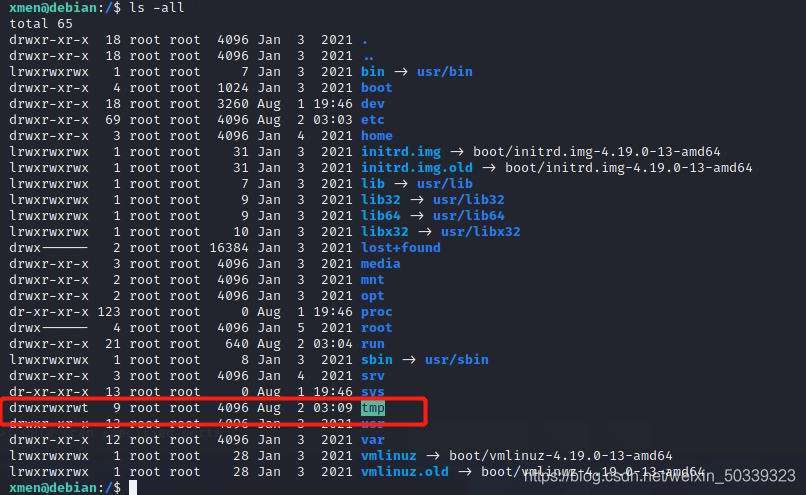 xmen@debian:/$ ls -all
total 65
drwxr-xr-x  18 root root  4096 Jan  3  2021 .
drwxr-xr-x  18 root root  4096 Jan  3  2021 ..
lrwxrwxrwx   1 root root     7 Jan  3  2021 bin → usr/bin
drwxr-xr-x   4 root root  1024 Jan  3  2021 boot
drwxr-xr-x  18 root root  3260 Aug  1 19:46 dev
drwxr-xr-x  69 root root  4096 Aug  2 03:03 etc
drwxr-xr-x   3 root root  4096 Jan  4  2021 home
lrwxrwxrwx   1 root root    31 Jan  3  2021 initrd.img → boot/initrd.img-4.19.0-13-amd64
lrwxrwxrwx   1 root root    31 Jan  3  2021 initrd.img.old → boot/initrd.img-4.19.0-13-amd64
lrwxrwxrwx   1 root root     7 Jan  3  2021 lib → usr/lib
lrwxrwxrwx   1 root root     9 Jan  3  2021 lib32 → usr/lib32
lrwxrwxrwx   1 root root     9 Jan  3  2021 lib64 → usr/lib64
lrwxrwxrwx   1 root root    10 Jan  3  2021 libx32 → usr/libx32
drwx------   2 root root 16384 Jan  3  2021 lost+found
drwxr-xr-x   3 root root  4096 Jan  3  2021 media
drwxr-xr-x   2 root root  4096 Jan  3  2021 mnt
drwxr-xr-x   2 root root  4096 Jan  3  2021 opt
dr-xr-xr-x 123 root root     0 Aug  1 19:46 proc
drwx------   4 root root  4096 Jan  5  2021 root
drwxr-xr-x  21 root root   640 Aug  2 03:04 run
lrwxrwxrwx   1 root root     8 Jan  3  2021 sbin → usr/sbin
drwxr-xr-x   3 root root  4096 Jan  4  2021 srv
dr-xr-xr-x  13 root root     0 Aug  1 19:46 sys
drwxrwxrwt   9 root root  4096 Aug  2 03:09 tmp
drwxr-xr-x  13 root root  4096 Jan  3  2021 usr
drwxr-xr-x  12 root root  4096 Jan  3  2021 var
lrwxrwxrwx   1 root root    28 Jan  3  2021 vmlinuz → boot/vmlinuz-4.19.0-13-amd64
lrwxrwxrwx   1 root root    28 Jan  3  2021 vmlinuz.old → boot/vmlinuz-4.19.0-13-amd64
xmen@debian:/$
https://blog.csdn.net/weixin_50339323